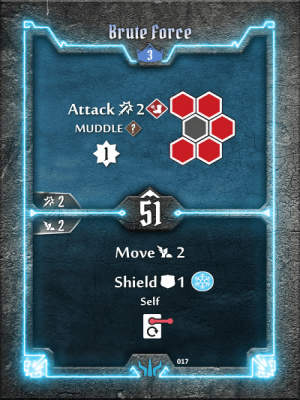 Brute Force
3
Attack 2
MUDDLE ?
1
2
51
2
Move 2
Shield 1
Self
017